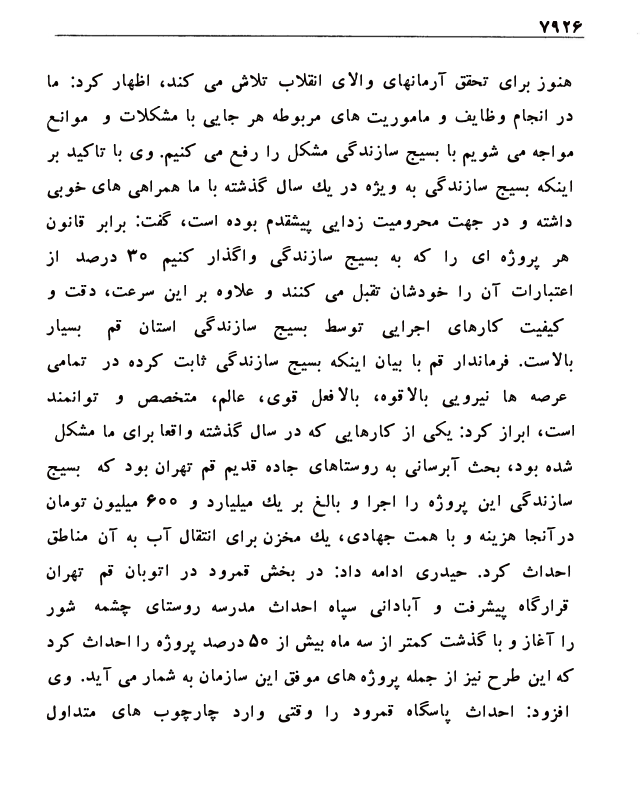 ۷۹۲۶
هنوز برای تحقق آرمانهای والای انقلاب تلاش می کند، اظهار کرد: ما
در انجام وظایف و ماموریت های مربوطه هر جایی با مشکلات و موانع
مواجه می شویم با بسیج سازندگی مشکل را رفع می کنیم. وی با تاکید بر
اینکه بسیج سازندگی به ویژه در یك سال گذشته با ما همراهی های خوبی
داشته و در جهت محرومیت زدایی پیشقدم بوده است، گفت: برابر قانون
هر پروژه ای را که به بسیج سازندگی واگذار کنیم ۳۰ درصد از
اعتبارات آن را خودشان تقبل می کنند و علاوه بر این سرعت، دقت و
کیفیت کارهای اجرایی توسط بسیج سازندگی استان قم بسیار
بالاست. فرماندار قم با بیان اینکه بسیج سازندگی ثابت کرده در تمامی
عرصه ها نیرویی بالاقوه، بالافعل قوی، عالم، متخصص و توانمند
است، ابراز کرد: یکی از کارهایی که در سال گذشته واقعا برای ما مشکل
شده بود، بحث آبرسانی به روستاهای جاده قدیم قم تهران بود که بسیج
سازندگی این پروژه را اجرا و بالغ بر یك میلیارد و ۶۰۰ میلیون تومان
درآنجا هزینه و با همت جهادی، یك مخزن برای انتقال آب به آن مناطق
احداث کرد. حیدری ادامه داد: در بخش قمرود در اتوبان قم تهران
قرارگاه پیشرفت و آبادانی سپاه احداث مدرسه روستای چشمه شور
را آغاز و با گذشت کمتر از سه ماه بیش از ۵۰ درصد پروژه را احداث کرد
که این طرح نیز از جمله پروژه های موفق این سازمان به شمار می آید. وی
افزود: احداث پاسگاه قمرود را وقتی وارد چارچوب های متداول